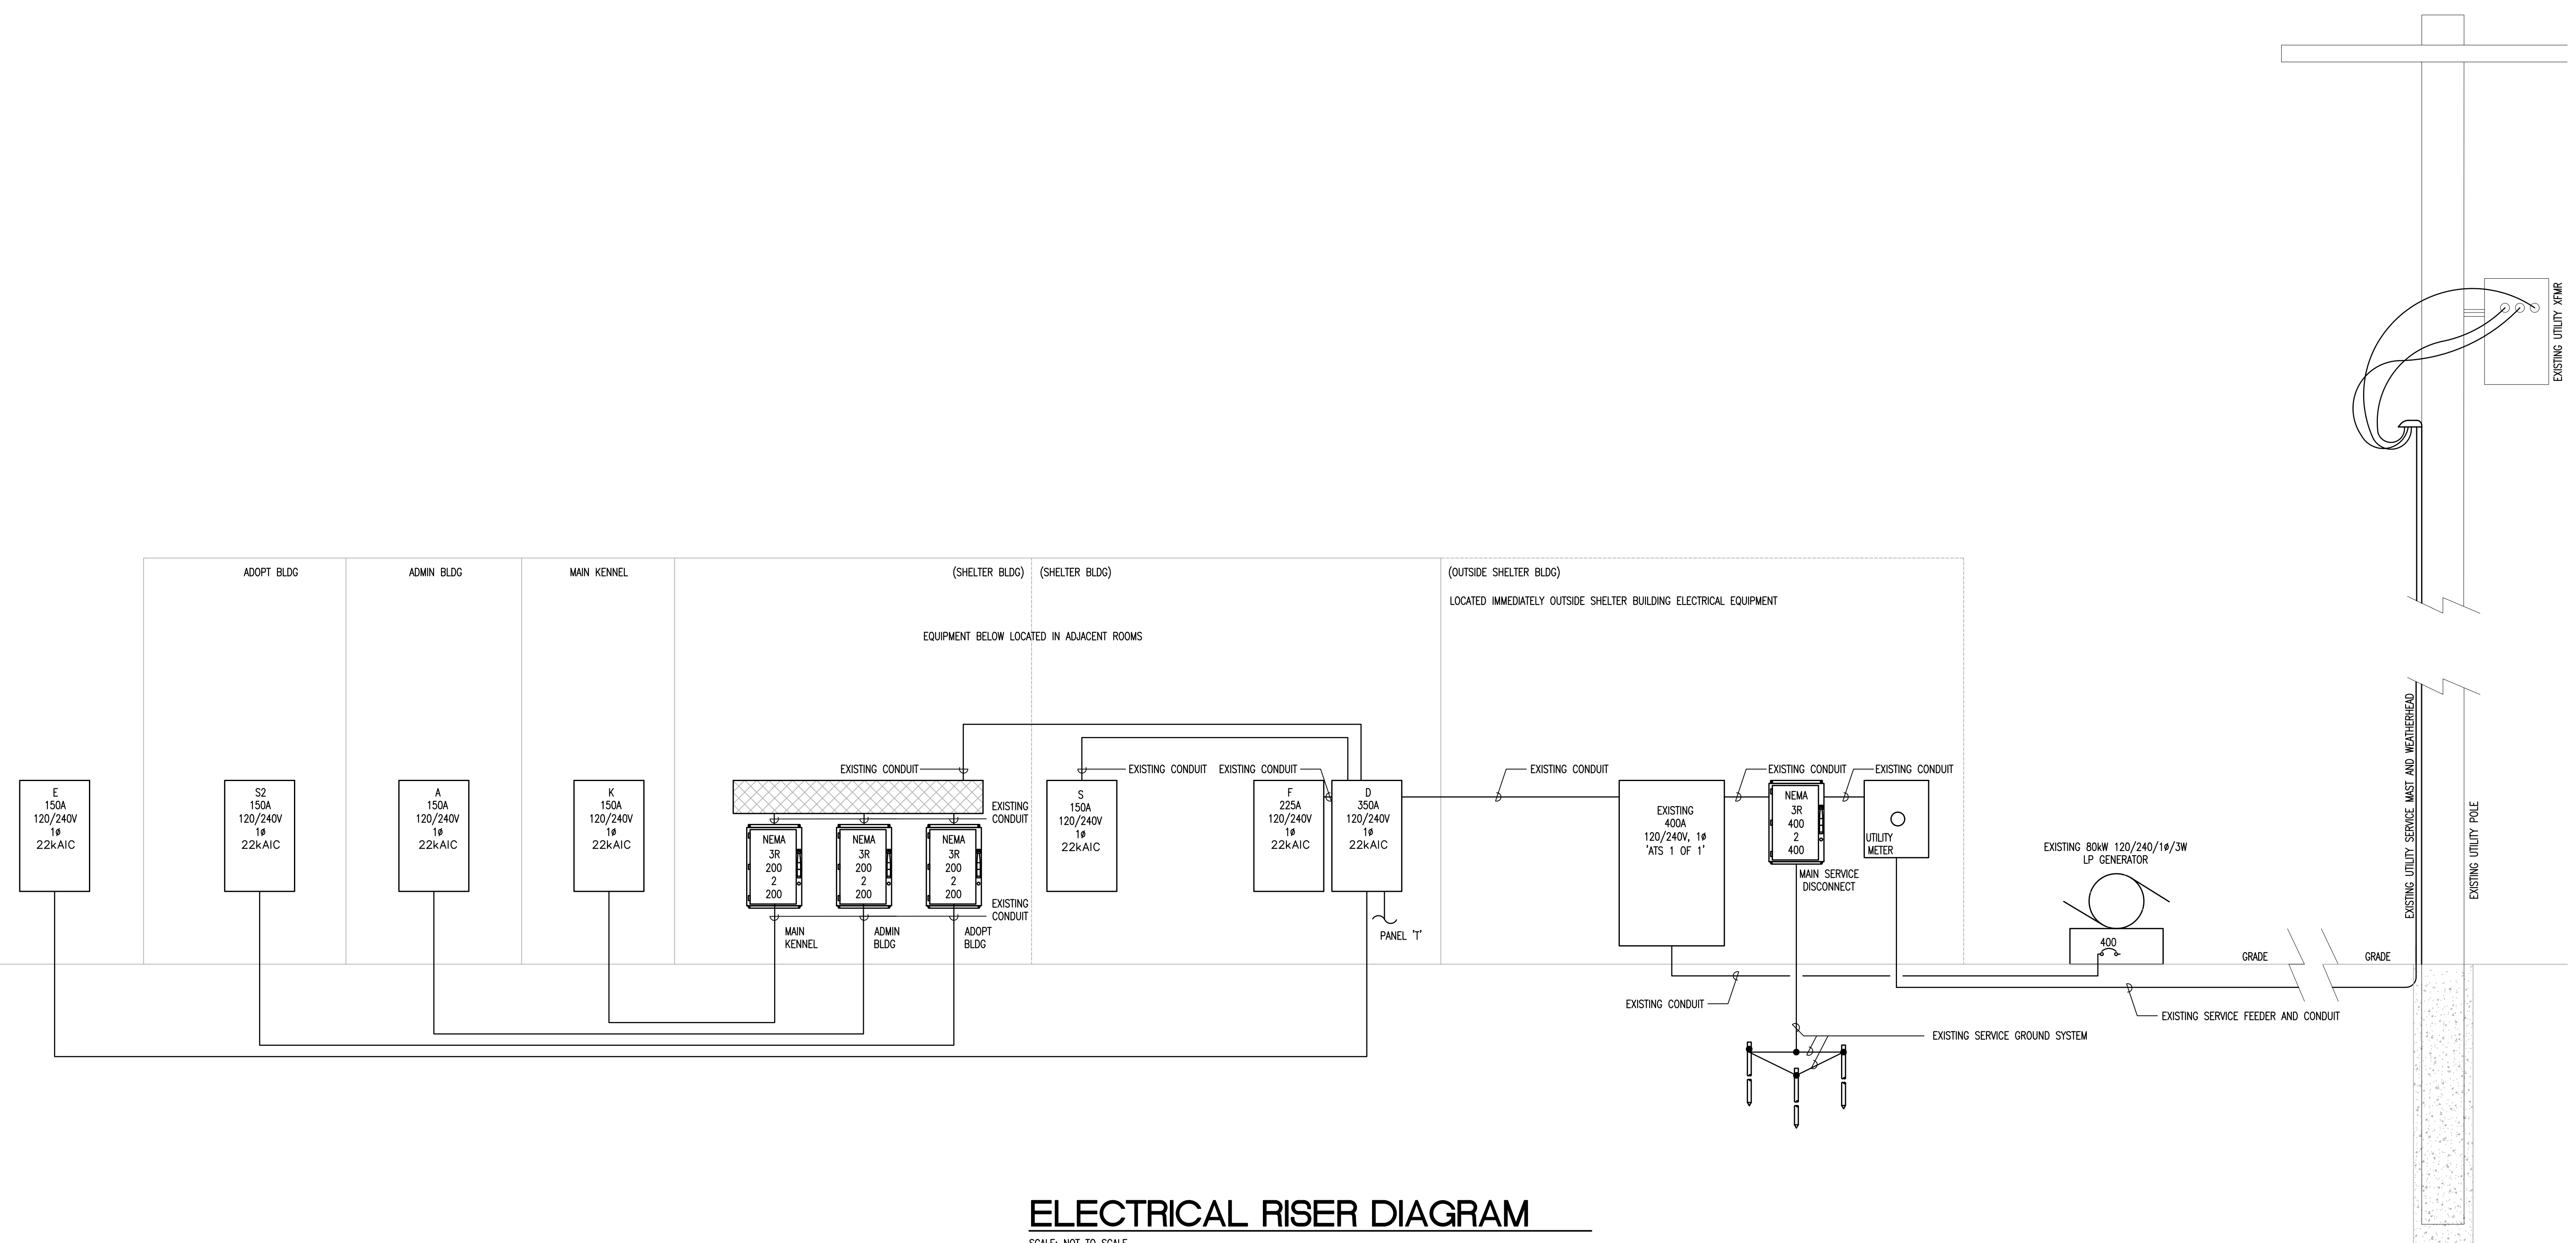 EXISTING UTILITY XFMR
ADOPT BLDG
ADMIN BLDG
MAIN KENNEL
(SHELTER BLDG)
(SHELTER BLDG)
(OUTSIDE SHELTER BLDG)
LOCATED IMMEDIATELY OUTSIDE SHELTER BUILDING ELECTRICAL EQUIPMENT
EQUIPMENT BELOW LOCATED IN ADJACENT ROOMS
E
150A
120/240V
1ø
22kAIC
S2
150A
120/240V
1ø
22kAIC
A
150A
120/240V
1ø
22kAIC
K
150A
120/240V
1ø
22kAIC
EXISTING CONDUIT
EXISTING
CONDUIT
NEMA
3R
200
2
200
NEMA
3R
200
2
200
NEMA
3R
200
2
200
EXISTING
CONDUIT
MAIN
KENNEL
ADMIN
BLDG
ADOPT
BLDG
S
150A
120/240V
1ø
22kAIC
EXISTING CONDUIT
EXISTING CONDUIT
F
225A
120/240V
1ø
22kAIC
D
350A
120/240V
1ø
22kAIC
PANEL 'T'
EXISTING CONDUIT
EXISTING
400A
120/240V, 1ø
'ATS 1 OF 1'
EXISTING CONDUIT
EXISTING CONDUIT
NEMA
3R
400
2
400
UTILITY
METER
MAIN SERVICE
DISCONNECT
EXISTING 80kW 120/240/1ø/3W
LP GENERATOR
400
GRADE
GRADE
EXISTING UTILITY SERVICE MAST AND WEATHERHEAD
EXISTING UTILITY POLE
EXISTING CONDUIT
EXISTING SERVICE FEEDER AND CONDUIT
EXISTING SERVICE GROUND SYSTEM
ELECTRICAL RISER DIAGRAM
SCALE: NOT TO SCALE